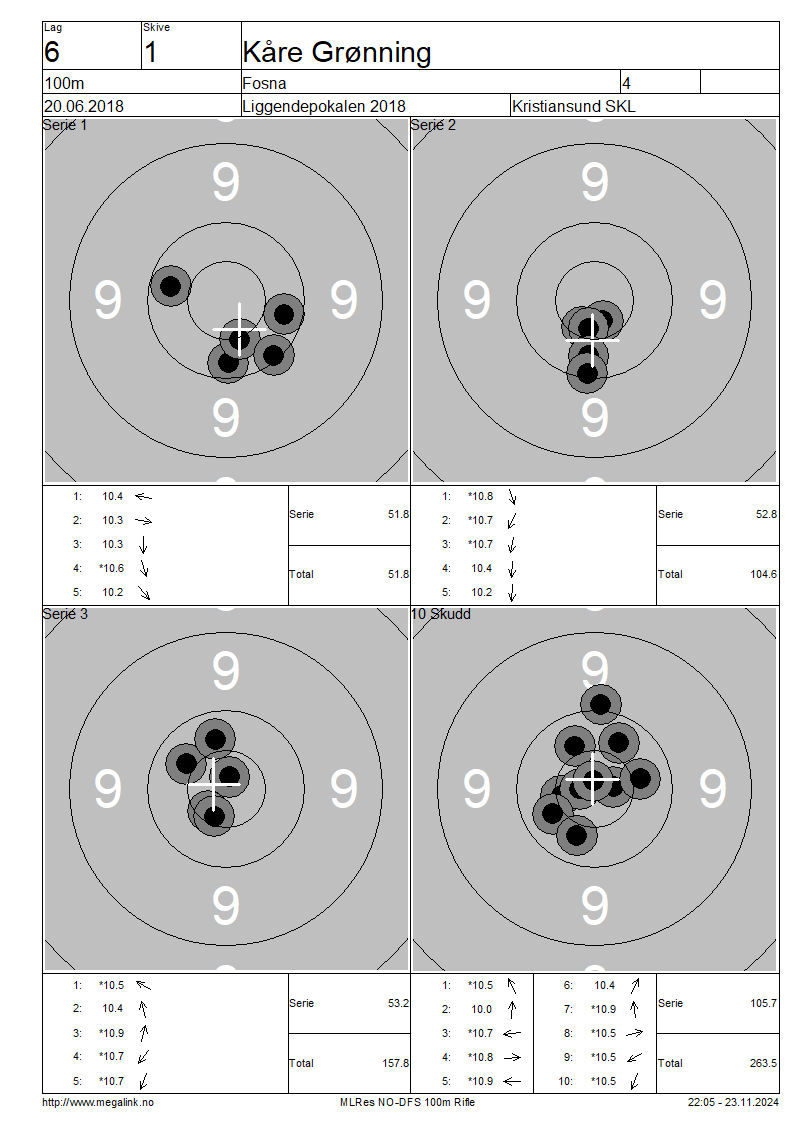 Lag Skive
6 1 Kåre Grønning
100m Fosna 4
20.06.2018 Liggendepokalen 2018 Kristiansund SKL
Serie 1 Serie 2
9 9
9 9 9 9
9 9
1: 10.4 1: *10.8
2: 10.3 Serie 51.8 2: *10.7 Serie 52.8
3: 10.3 3: *10.7
4: *10.6 Total 51.8 4: 10.4 Total 104.6
5: 10.2 5: 10.2
Serie 3 10 Skudd
9 9
9 9 9 9
9 9
1: *10.5 1: *10.5 6: 10.4
2: 10.4 Serie 53.2 2: 10.0 7: *10.9 Serie 105.7
3: *10.9 3: *10.7 8: *10.5
4: *10.7 Total 157.8 4: *10.8 9: *10.5 Total 263.5
5: *10.7 5: *10.9 10: *10.5
http://www.megalink.no MLRes NO-DFS 100m Rifle 22:05 - 23.11.2024